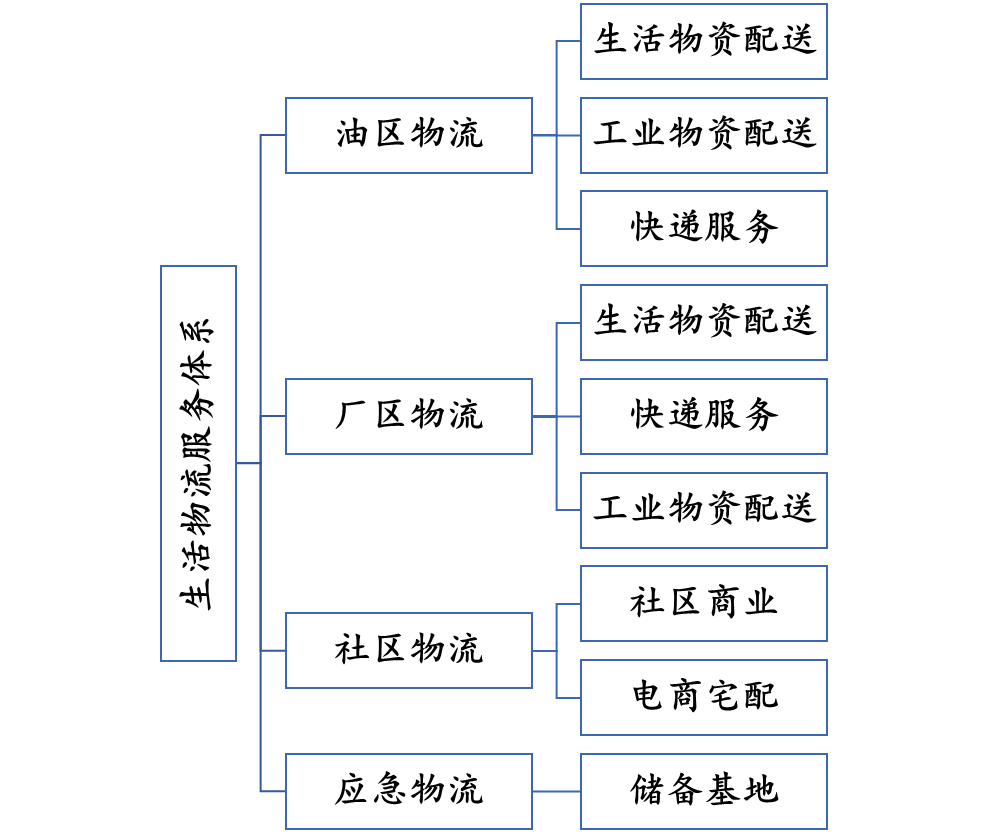 生活物流服务体系
油区物流
生活物资配送
工业物资配送
快递服务
厂区物流
生活物资配送
快递服务
工业物资配送
社区物流
社区商业
电商宅配
应急物流
储备基地